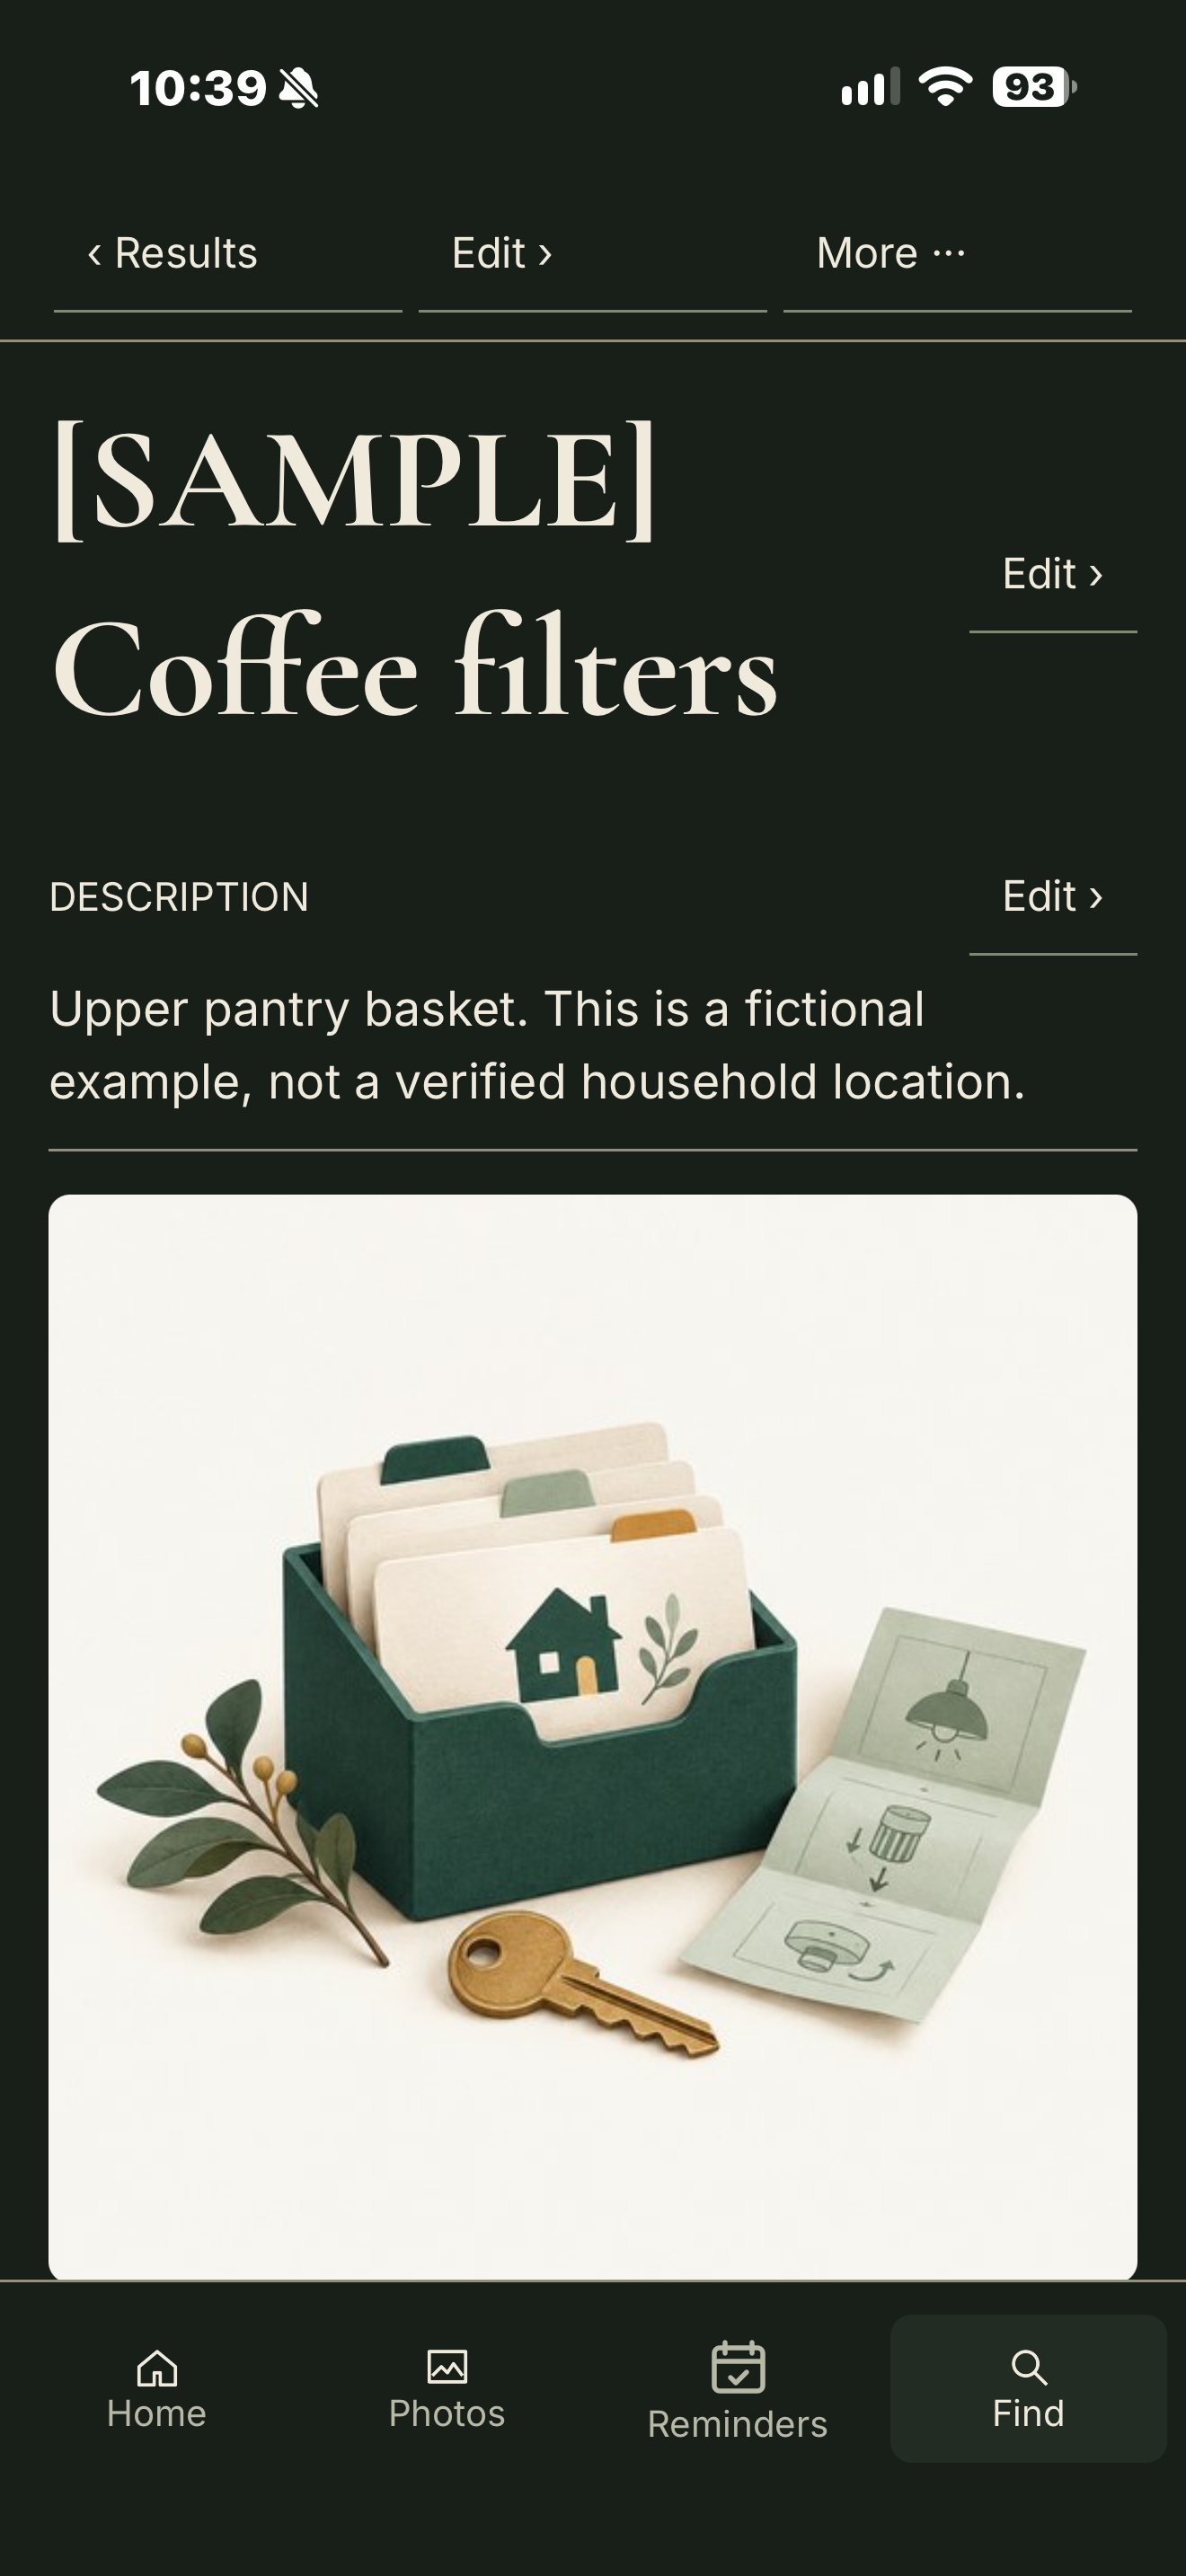 10:39
93
‹ Results
Edit ›
More ···
[SAMPLE]
Coffee filters
Edit ›
DESCRIPTION
Edit ›
Upper pantry basket. This is a fictional
example, not a verified household location.
Home
Photos
Reminders
Find